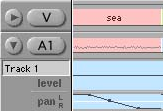 V sea
A1
Track 1
level
pan L R